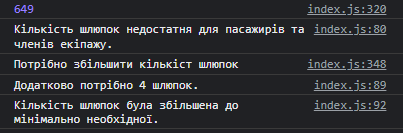 649 index.js:320
Кількість шлюпок недостатня для пасажирів та index.js:80
членів екіпажу.
Потрібно збільшити кількіст шлюпок index.js:348
Додатково потрібно 4 шлюпок. index.js:89
Кількість шлюпок була збільшена до index.js:92
мінімально необхідної.